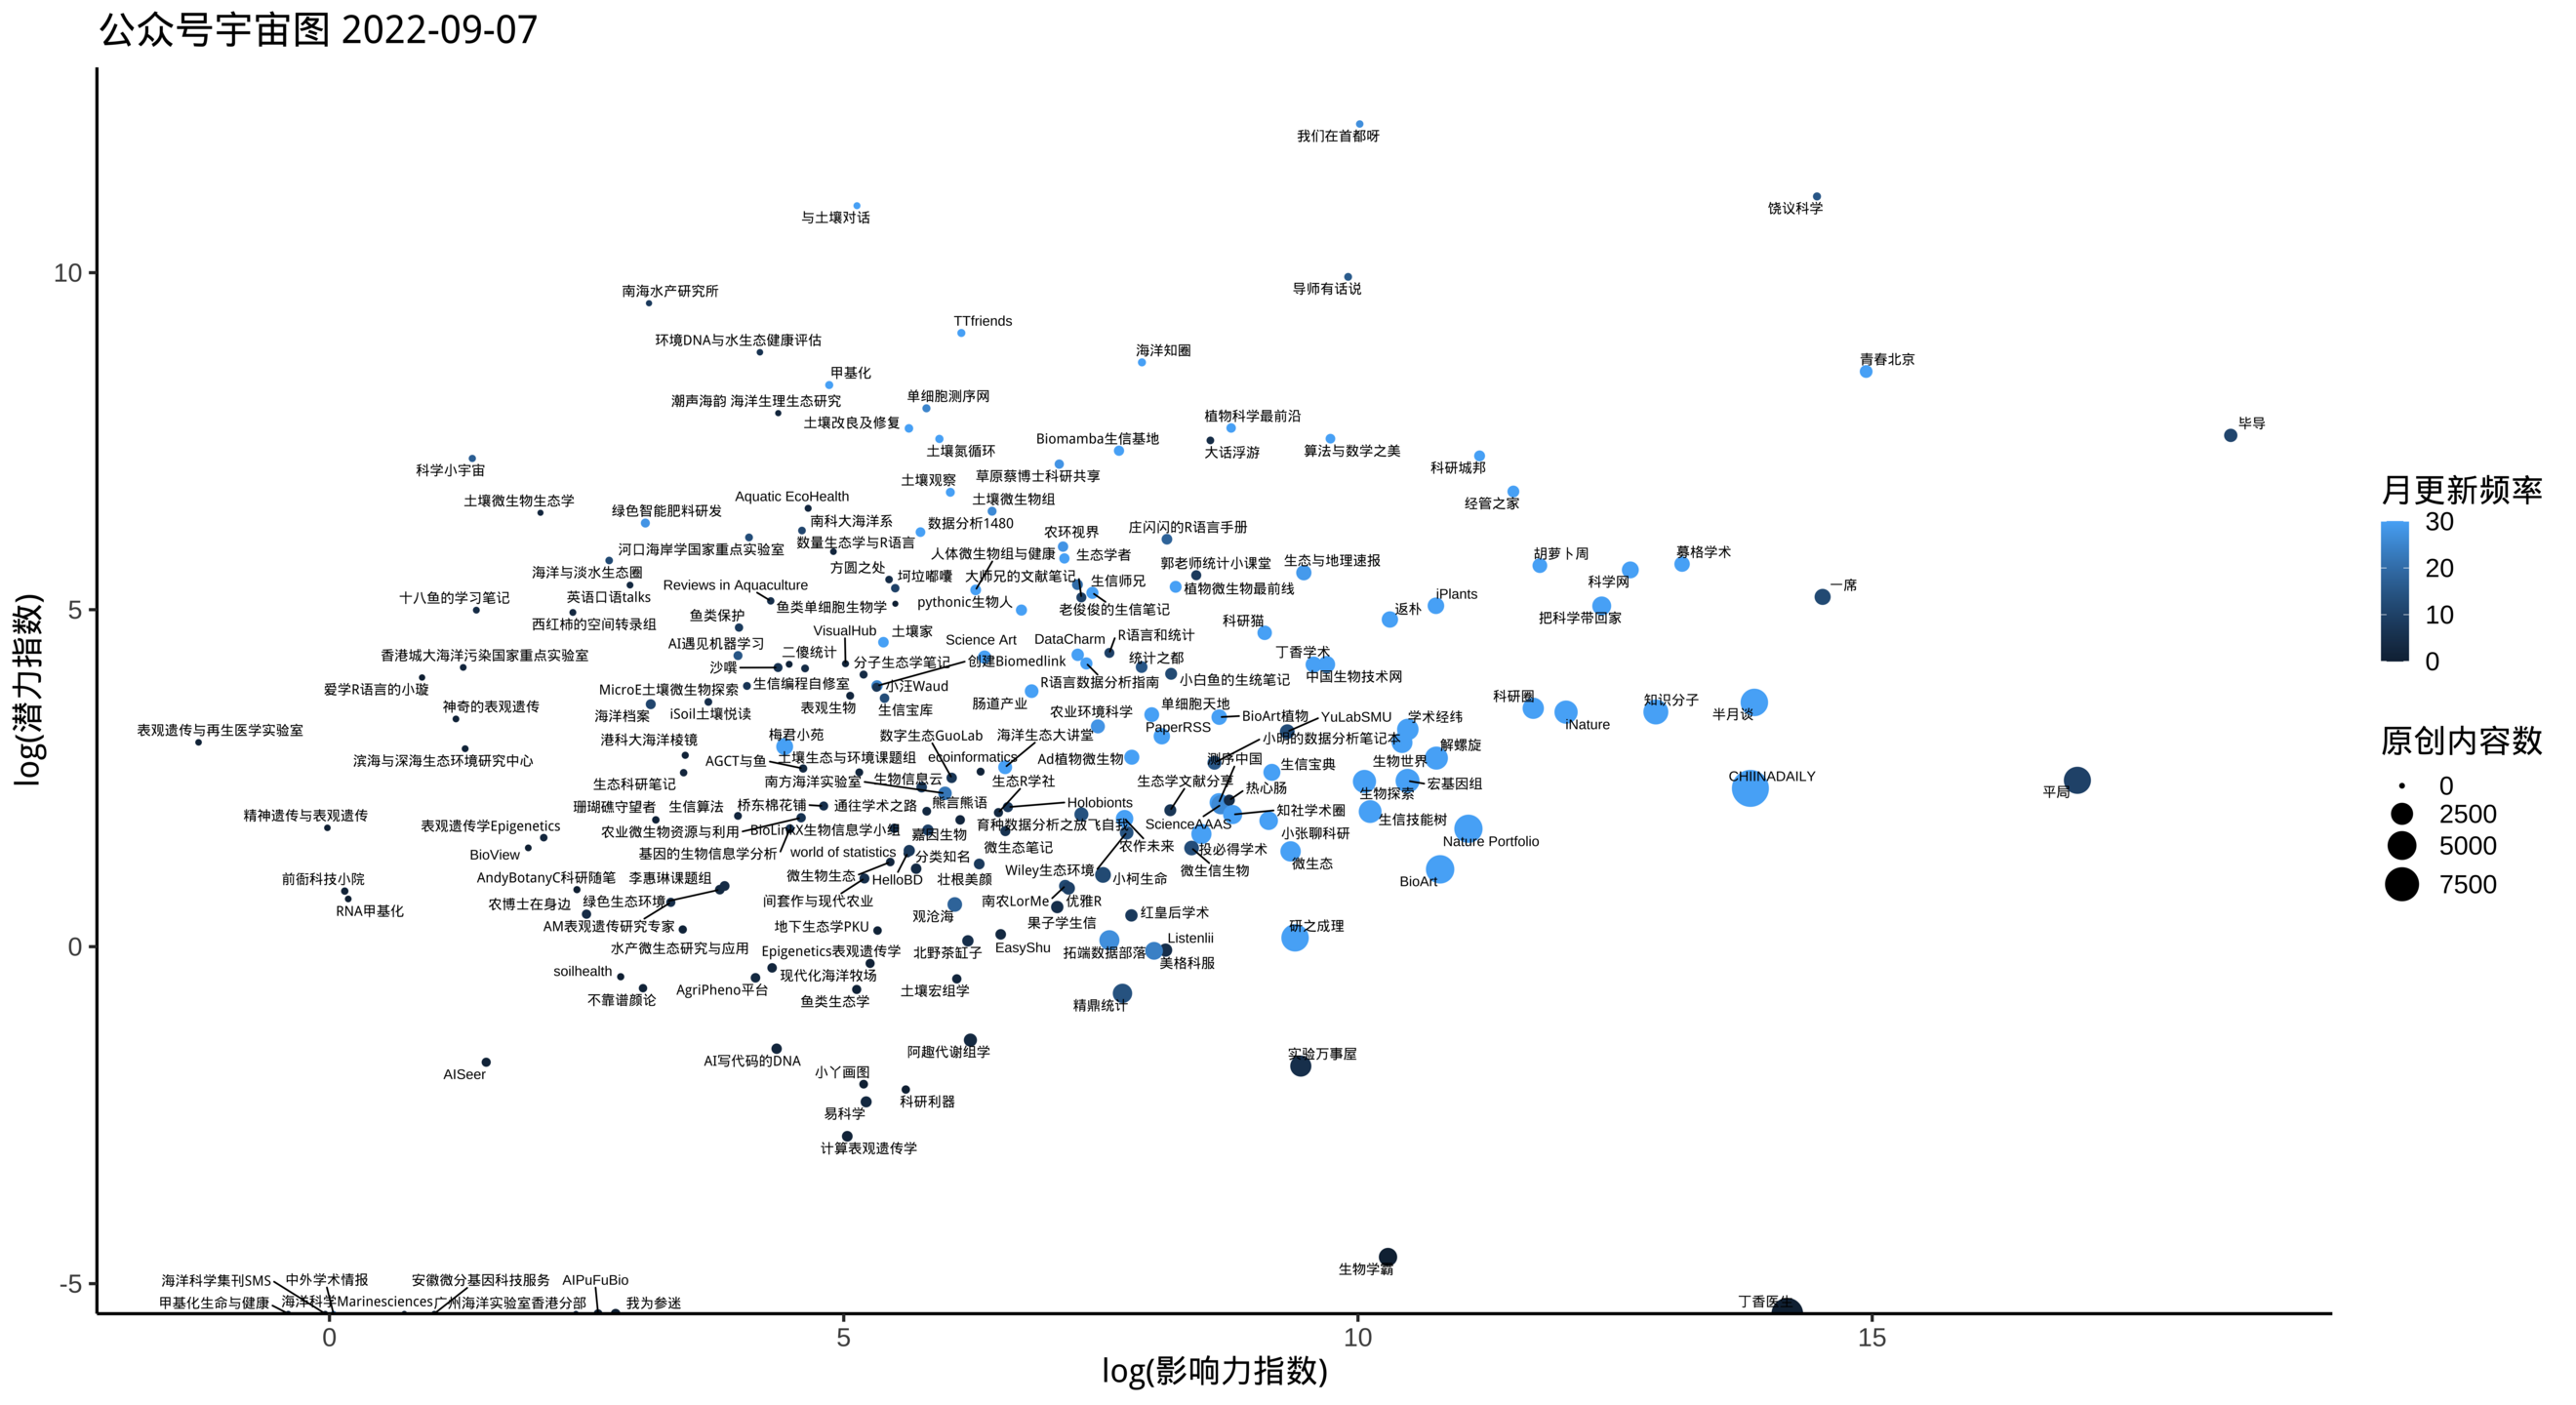 公众号宇宙图 2022-09-07
我们在首都呀
与土壤对话
饶议科学
10
导师有话说
南海水产研究所
TTfriends
环境DNA与水生态健康评估
海洋知圈
青春北京
甲基化
潮声海韵 海洋生理生态研究
单细胞测序网
土壤改良及修复
植物科学最前沿
毕导
土壤氮循环
Biomamba生信基地
大话浮游
算法与数学之美
科研城邦
科学小宇宙
草原蔡博士科研共享
土壤观察
经管之家
土壤微生物生态学
Aquatic EcoHealth
土壤微生物组
绿色智能肥料研发
南科大海洋系
数据分析1480
农环视界
庄闪闪的R语言手册
河口海岸学国家重点实验室
数量生态学与R语言
人体微生物组与健康
生态学者
胡萝卜周
募格学术
海洋与淡水生态圈
方圆之处
坷垃嘟囔
大师兄的文献笔记
生信师兄
郭老师统计小课堂
生态与地理速报
科学网
一席
Reviews in Aquaculture
植物微生物最前线
十八鱼的学习笔记
英语口语talks
鱼类保护
鱼类单细胞生物学
pythonic生物人
老俊俊的生信笔记
返朴
iPlants
把科学带回家
5
西红柿的空间转录组
VisualHub
土壤家
科研猫
AI遇见机器学习
Science Art
DataCharm
R语言和统计
香港城大海洋污染国家重点实验室
沙噀
二傻统计
分子生态学笔记
创建Biomedlink
统计之都
丁香学术
中国生物技术网
爱学R语言的小璇
MicroE土壤微生物探索
生信编程自修室
小汪Waud
R语言数据分析指南
小白鱼的生统笔记
神奇的表观遗传
海洋档案
iSoil土壤悦读
表观生物
生信宝库
肠道产业
农业环境科学
单细胞天地
BioArt植物
YuLabSMU
学术经纬
科研圈
iNature
知识分子
半月谈
表观遗传与再生医学实验室
港科大海洋棱镜
梅君小苑
数字生态GuoLab
海洋生态大讲堂
PaperRSS
小明的数据分析笔记本
解螺旋
滨海与深海生态环境研究中心
AGCT与鱼
土壤生态与环境课题组
ecoinformatics
Ad植物微生物
测序中国
生信宝典
生物世界
CHIINADAILY
生态科研笔记
南方海洋实验室
生物信息云
生态R学社
生态学文献分享
热心肠
宏基因组
平局
珊瑚礁守望者
生信算法
桥东棉花铺
通往学术之路
熊言熊语
Holobionts
知社学术圈
生物探索
精神遗传与表观遗传
表观遗传学Epigenetics
农业微生物资源与利用
BioLinkX生物信息学小组
嘉因生物
育种数据分析之放飞自我
ScienceAAAS
生信技能树
小张聊科研
Nature Portfolio
BioView
基因的生物信息学分析
world of statistics
分类知名
微生态笔记
农作未来
投必得学术
微生态
前衙科技小院
AndyBotanyC科研随笔
李惠琳课题组
微生物生态
HelloBD
壮根美颜
Wiley生态环境
小柯生命
微生信生物
BioArt
RNA甲基化
农博士在身边
绿色生态环境
间套作与现代农业
观沧海
南农LorMe
优雅R
果子学生信
红皇后学术
研之成理
AM表观遗传研究专家
地下生态学PKU
0
水产微生态研究与应用
Epigenetics表观遗传学
北野茶缸子
EasyShu
拓端数据部落
Listenlii
美格科服
soilhealth
现代化海洋牧场
不靠谱颜论
AgriPheno平台
鱼类生态学
土壤宏组学
精鼎统计
阿趣代谢组学
实验万事屋
AISeer
AI写代码的DNA
小丫画图
易科学
科研利器
计算表观遗传学
生物学霸
-5
海洋科学集刊SMS
中外学术情报
安徽微分基因科技服务
AIPuFuBio
甲基化生命与健康
海洋科学Marinesciences
广州海洋实验室香港分部
我为参迷
丁香医生
0
5
10
15
log(影响力指数)
log(潜力指数)
月更新频率
30
20
10
0
原创内容数
0
2500
5000
7500